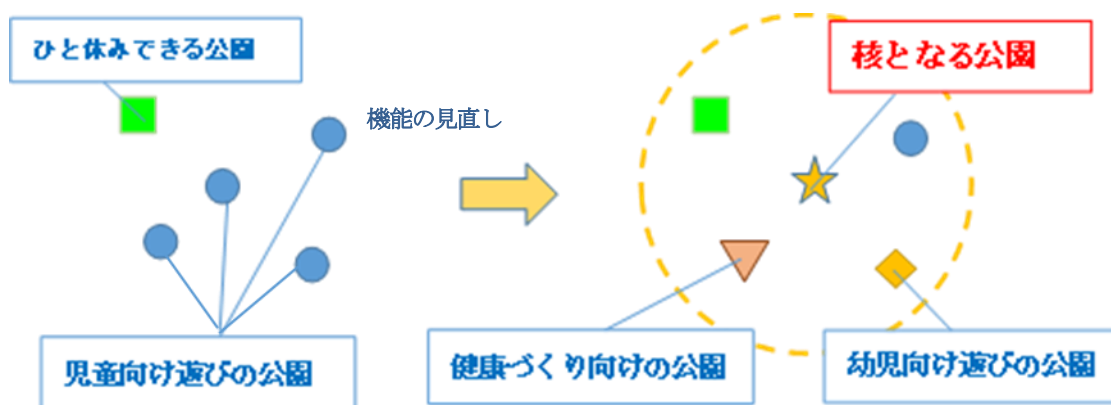 ひと休みできる公園
機能の見直し
児童向け遊びの公園
核となる公園
健康づくり向けの公園
幼児向け遊びの公園